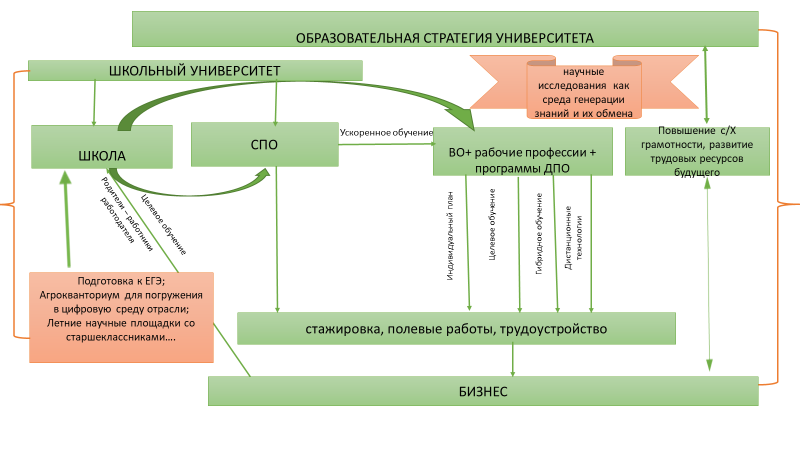 ОБРАЗОВАТЕЛЬНАЯ СТРАТЕГИЯ УНИВЕРСИТЕТА
ШКОЛЬНЫЙ УНИВЕРСИТЕТ
научные
исследования как
среда генерации
знаний и их обмена
ШКОЛА
СПО
Ускоренное обучение
ВО+ рабочие профессии +
программы ДПО
Повышение с/Х
грамотности, развитие
трудовых ресурсов
будущего
Родители – работники
работодателя
Целевое обучение
Индивидуальный план
Целевое обучение
Гибридное обучение
Дистанционные
технологии
Подготовка к ЕГЭ;
Агрокванториум для погружения
в цифровую среду отрасли;
Летние научные площадки со
старшеклассниками....
стажировка, полевые работы, трудоустройство
БИЗНЕС